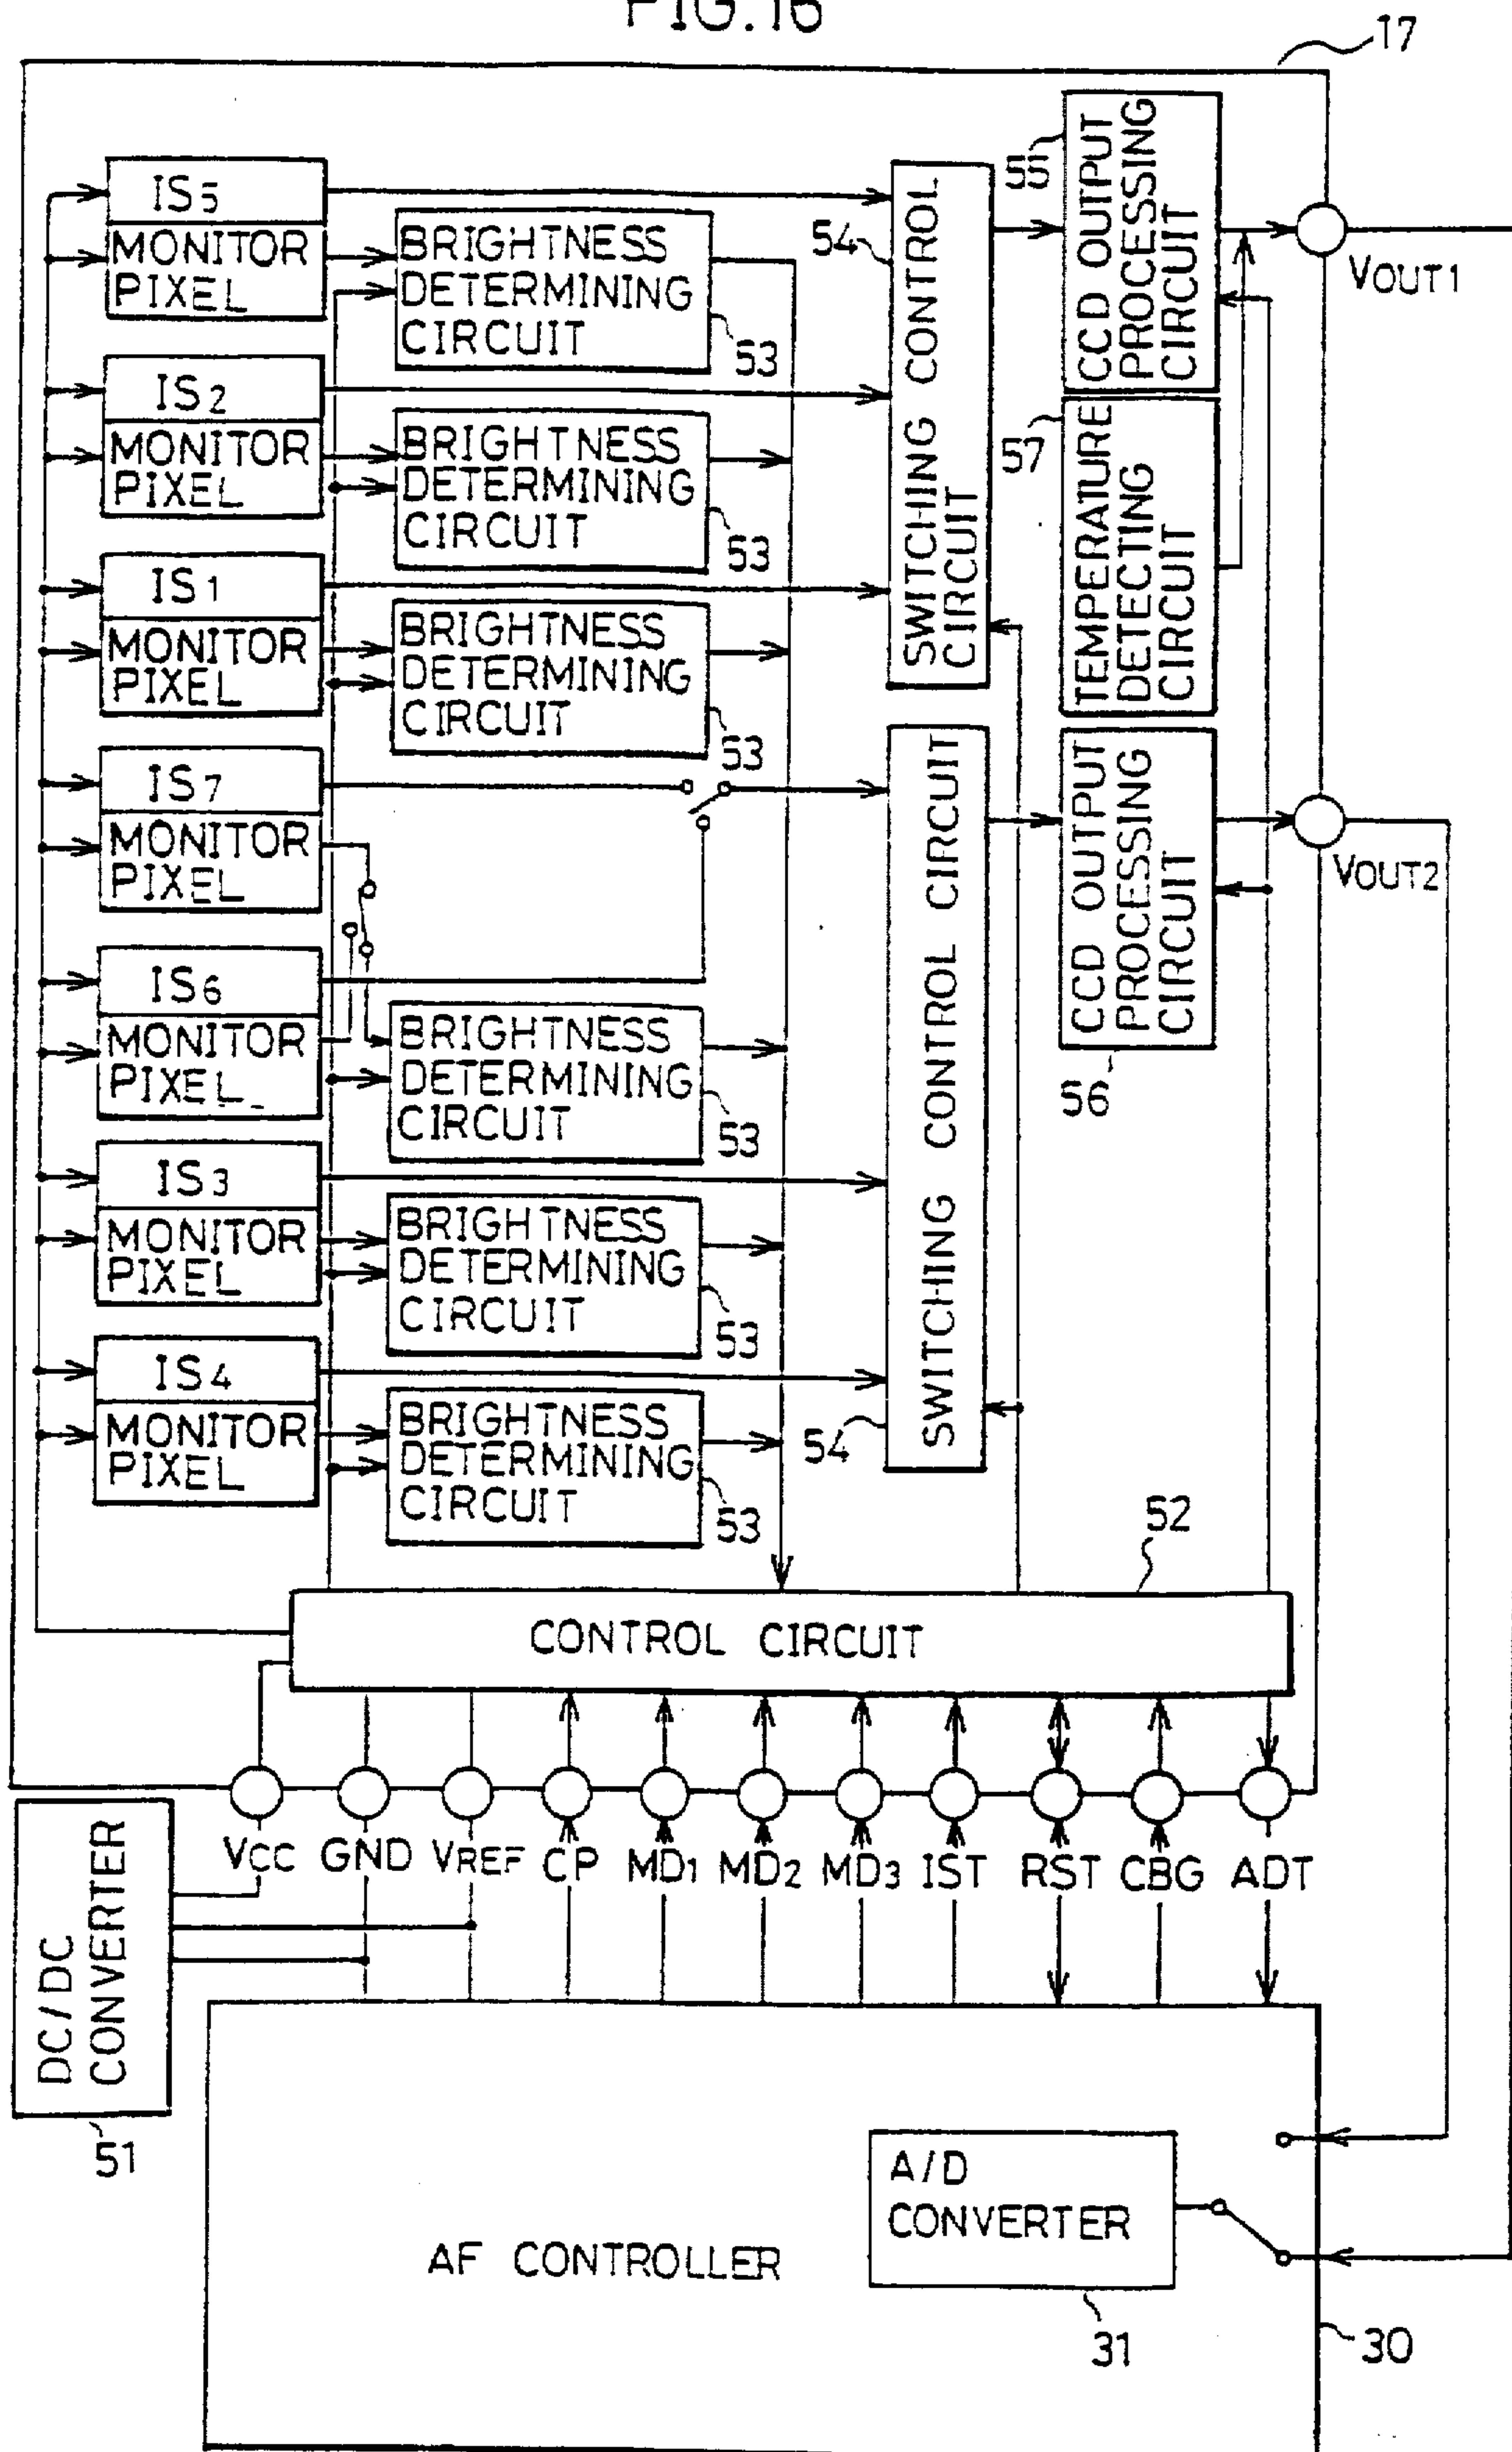 FIG.16
17
IS5
MONITOR
PIXEL
BRIGHTNESS
DETERMINING
CIRCUIT
53
IS2
MONITOR
PIXEL
BRIGHTNESS
DETERMINING
CIRCUIT
53
IS1
MONITOR
PIXEL
BRIGHTNESS
DETERMINING
CIRCUIT
53
IS7
MONITOR
PIXEL
IS6
MONITOR
PIXEL
BRIGHTNESS
DETERMINING
CIRCUIT
53
IS3
MONITOR
PIXEL
BRIGHTNESS
DETERMINING
CIRCUIT
53
IS4
MONITOR
PIXEL
BRIGHTNESS
DETERMINING
CIRCUIT
53
54
SWITCHING CONTROL
CIRCUIT
54
SWITCHING CONTROL CIRCUIT
55
CCD OUTPUT
PROCESSING
CIRCUIT
57
TEMPERATURE
DETECTING
CIRCUIT
CCD OUTPUT
PROCESSING
CIRCUIT
56
VOUT1
VOUT2
52
CONTROL CIRCUIT
VCC GND VREF CP MD1 MD2 MD3 IST RST CBG ADT
DC/DC
CONVERTER
51
A/D
CONVERTER
31
AF CONTROLLER
30